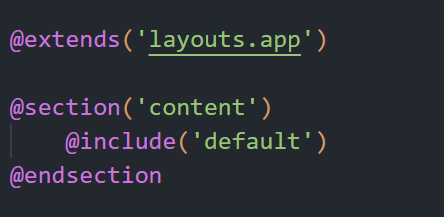 @extends('layouts.app')
@section('content')
@include('default')
@endsection